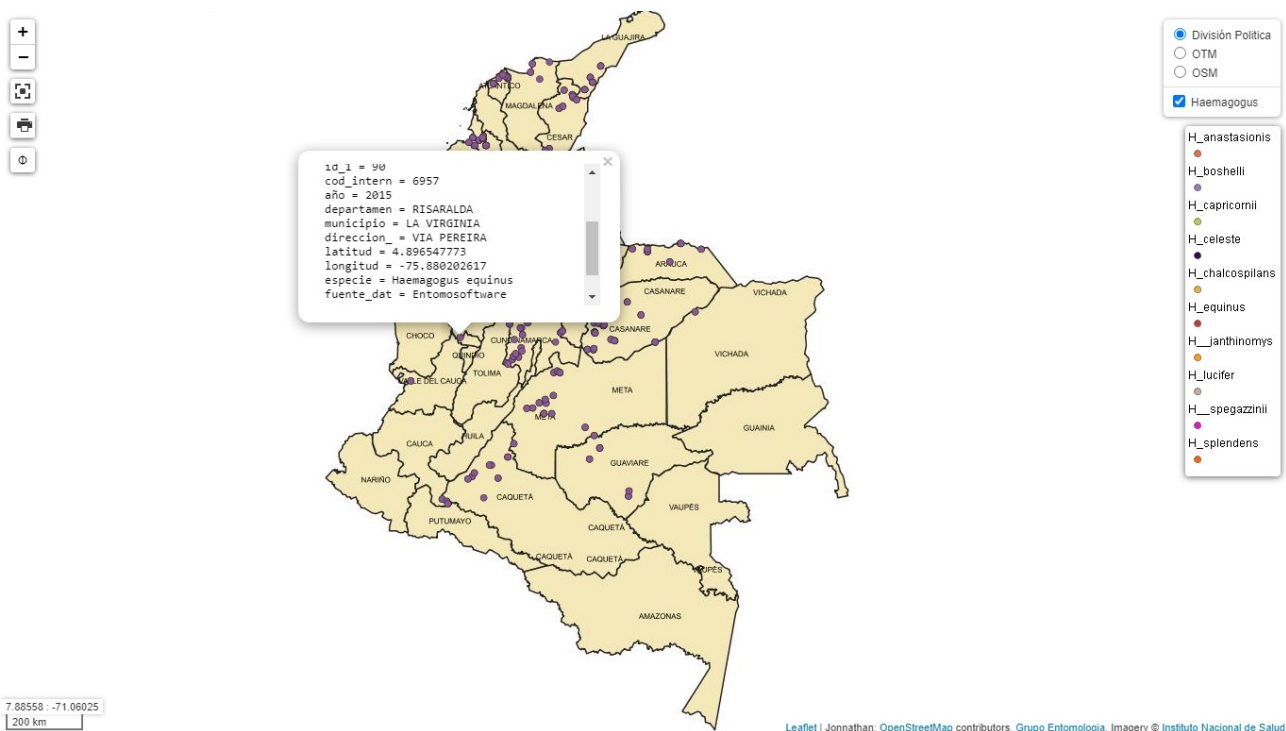 +
−
División Politica
OTM
OSM
Haemagogus
H_anastasionis
H_boshelli
H_capricornii
H_celeste
H_chalcospilans
H_equinus
H__janthinomys
H_lucifer
H__spegazzinii
H_splendens
LA GUAJIRA
ATLÁNTICO
MAGDALENA
CESAR
×
id_1 = 90
cod_intern = 6957
año = 2015
departamen = RISARALDA
municipio = LA VIRGINIA
direccion_ = VIA PEREIRA
latitud = 4.896547773
longitud = -75.880202617
especie = Haemagogus equinus
fuente_dat = Entomosoftware
ARAUCA
CASANARE
VICHADA
CASANARE
CHOCO
CUNDINAMARCA
QUINDIO
VICHADA
TOLIMA
VALLE DEL CAUCA
META
META
GUAINIA
HUILA
CAUCA
GUAVIARE
NARIÑO
CAQUETÁ
VAUPÉS
PUTUMAYO
CAQUETÁ
CAQUETÁ
CAQUETÁ
VAUPÉS
AMAZONAS
7.88558 : -71.06025
200 km
Leaflet | Jonnathan: OpenStreetMap contributors, Grupo Entomologia, Imagery © Instituto Nacional de Salud